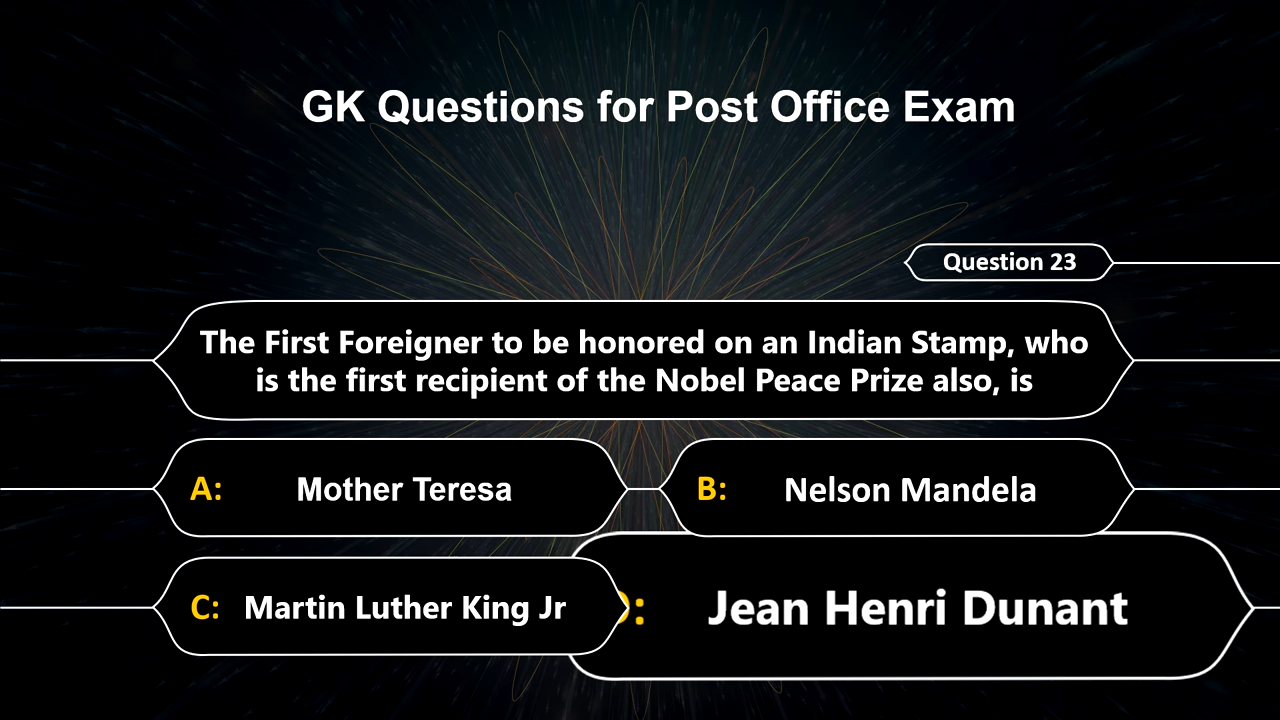 GK Questions for Post Office Exam
Question 23
The First Foreigner to be honored on an Indian Stamp, who
is the first recipient of the Nobel Peace Prize also, is
A: Mother Teresa
B: Nelson Mandela
C: Martin Luther King Jr
D: Jean Henri Dunant